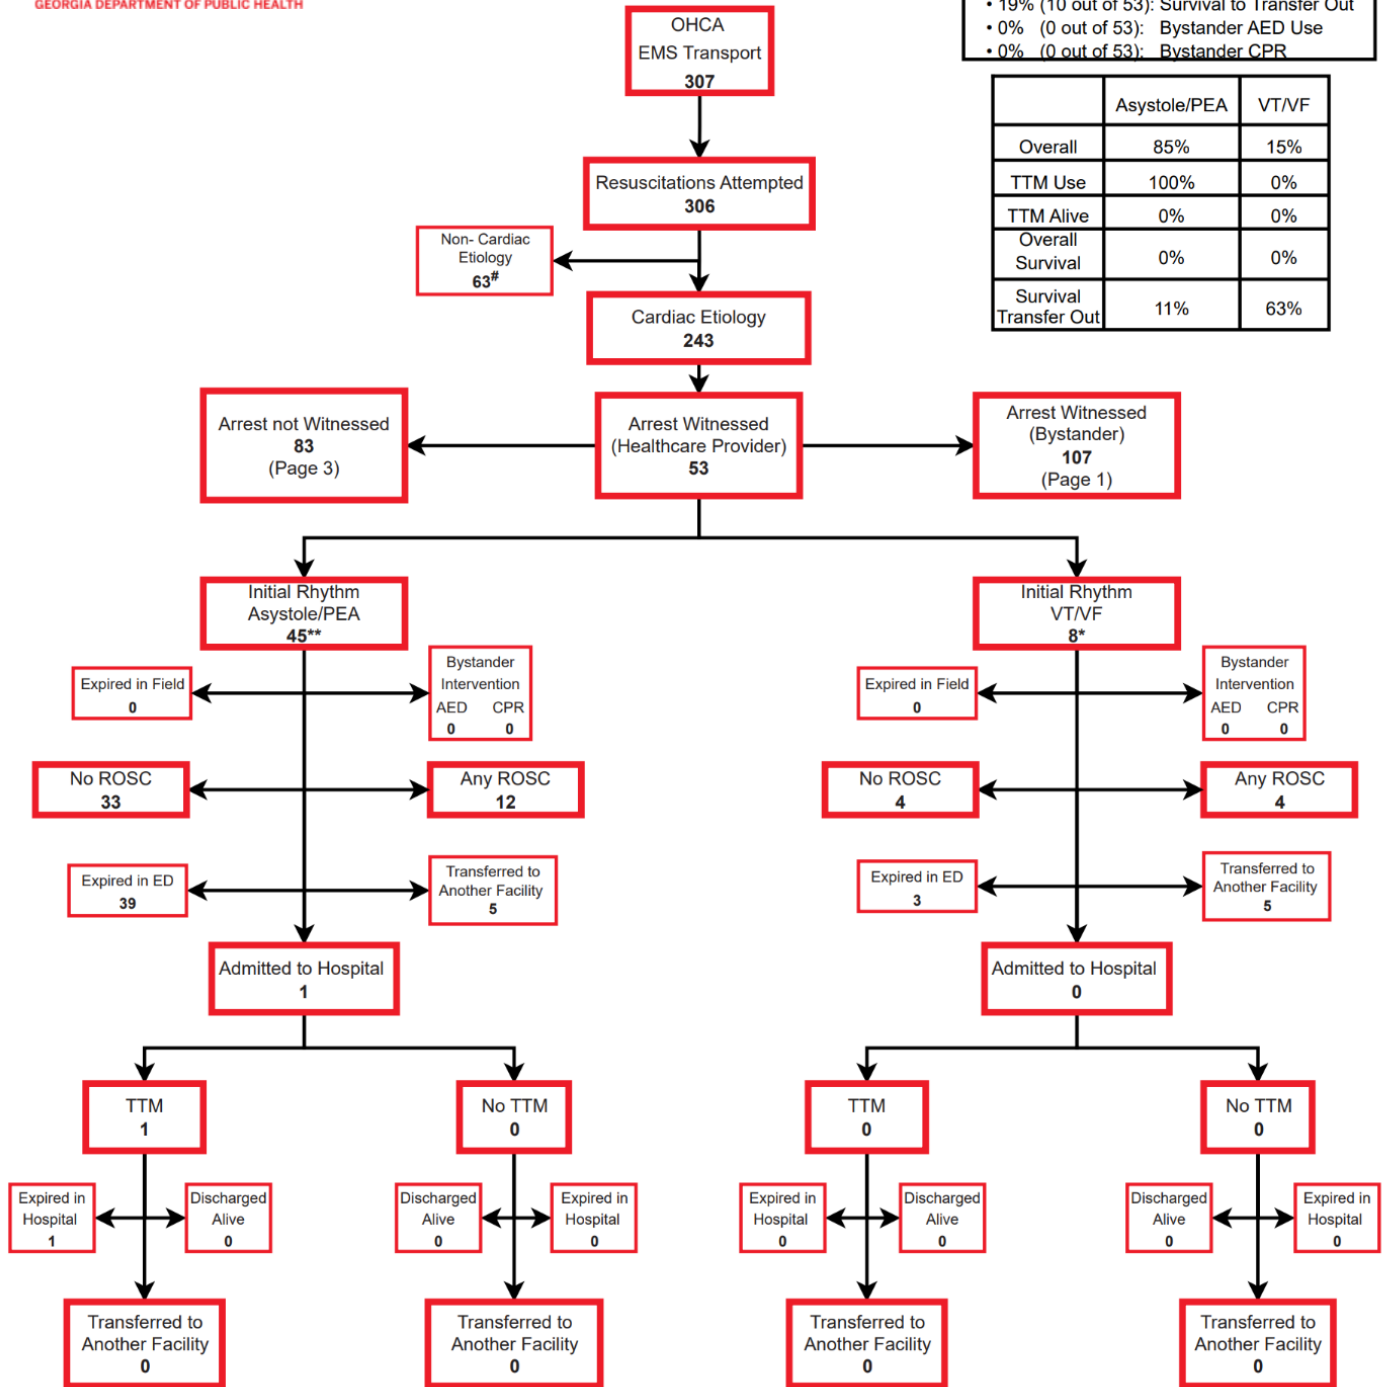 GEORGIA DEPARTMENT OF PUBLIC HEALTH
• 19% (10 out of 53): Survival to Transfer Out
• 0% (0 out of 53): Bystander AED Use
• 0% (0 out of 53): Bystander CPR
OHCA
EMS Transport
307
Asystole/PEA VT/VF
Overall 85% 15%
TTM Use 100% 0%
TTM Alive 0% 0%
Overall
Survival 0% 0%
Survival
Transfer Out 11% 63%
Resuscitations Attempted
306
Non- Cardiac
Etiology
63#
Cardiac Etiology
243
Arrest not Witnessed
83
(Page 3)
Arrest Witnessed
(Healthcare Provider)
53
Arrest Witnessed
(Bystander)
107
(Page 1)
Initial Rhythm
Asystole/PEA
45**
Initial Rhythm
VT/VF
8*
Expired in Field
0
Bystander
Intervention
AED CPR
0 0
Expired in Field
0
Bystander
Intervention
AED CPR
0 0
No ROSC
33
Any ROSC
12
No ROSC
4
Any ROSC
4
Expired in ED
39
Transferred to
Another Facility
5
Expired in ED
3
Transferred to
Another Facility
5
Admitted to Hospital
1
Admitted to Hospital
0
TTM
1
No TTM
0
TTM
0
No TTM
0
Expired in
Hospital
1
Discharged
Alive
0
Discharged
Alive
0
Expired in
Hospital
0
Expired in
Hospital
0
Discharged
Alive
0
Discharged
Alive
0
Expired in
Hospital
0
Transferred to
Another Facility
0
Transferred to
Another Facility
0
Transferred to
Another Facility
0
Transferred to
Another Facility
0